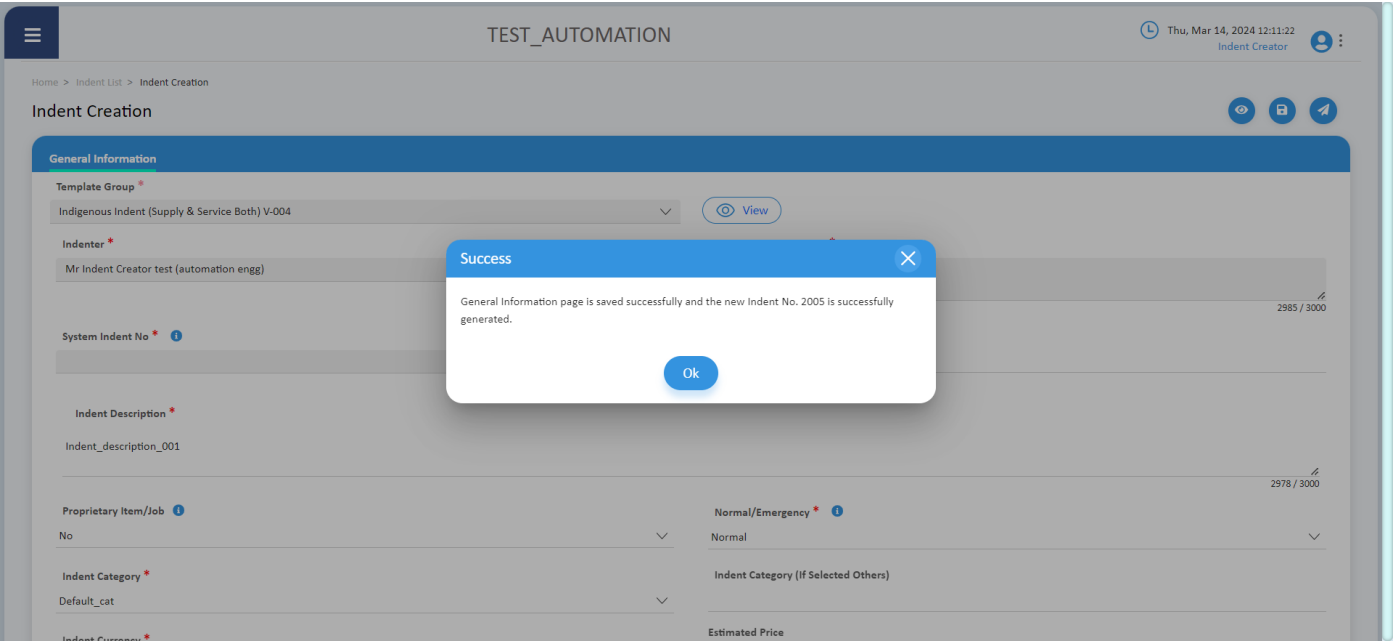 TEST_AUTOMATION
Thu, Mar 14, 2024 12:11:22
Indent Creator
Home > Indent List > Indent Creation
Indent Creation
General Information
Template Group *
Indigenous Indent (Supply & Service Both) V-004
View
Indenter *
*
Mr Indent Creator test (automation engg)
2985 / 3000
Success
General Information page is saved successfully and the new Indent No. 2005 is successfully
generated.
Ok
System Indent No *
Indent Description *
Indent_description_001
2978 / 3000
Proprietary Item/Job
Normal/Emergency *
No
Normal
Indent Category *
Indent Category (If Selected Others)
Default_cat
Indent Currency *
Estimated Price